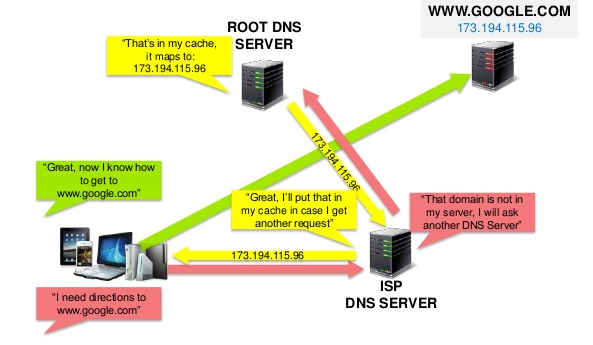 WWW.GOOGLE.COM
173.194.115.96
ROOT DNS
SERVER
“That’s in my cache,
it maps to:
173.194.115.96
173.194.115.96
“Great, now I know how
to get to
www.google.com”
“Great, I’ll put that in
my cache in case I get
another request”
“That domain is not in
my server, I will ask
another DNS Server”
173.194.115.96
ISP
DNS SERVER
“I need directions to
www.google.com”